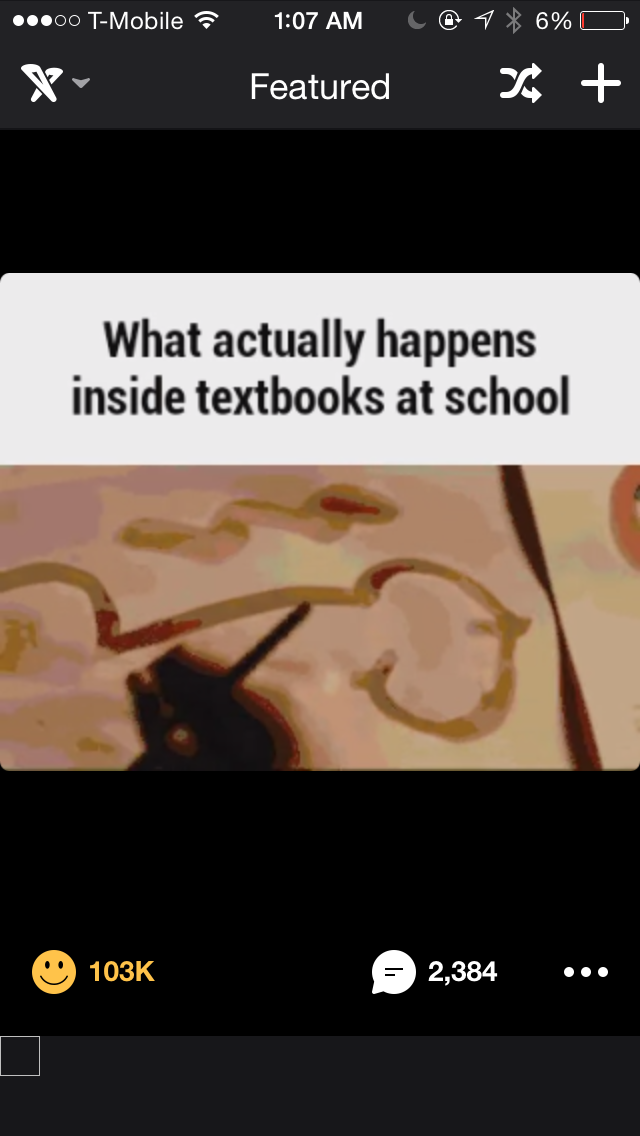 T-Mobile 1:07 AM 6%
Featured
What actually happens
inside textbooks at school
103K 2,384